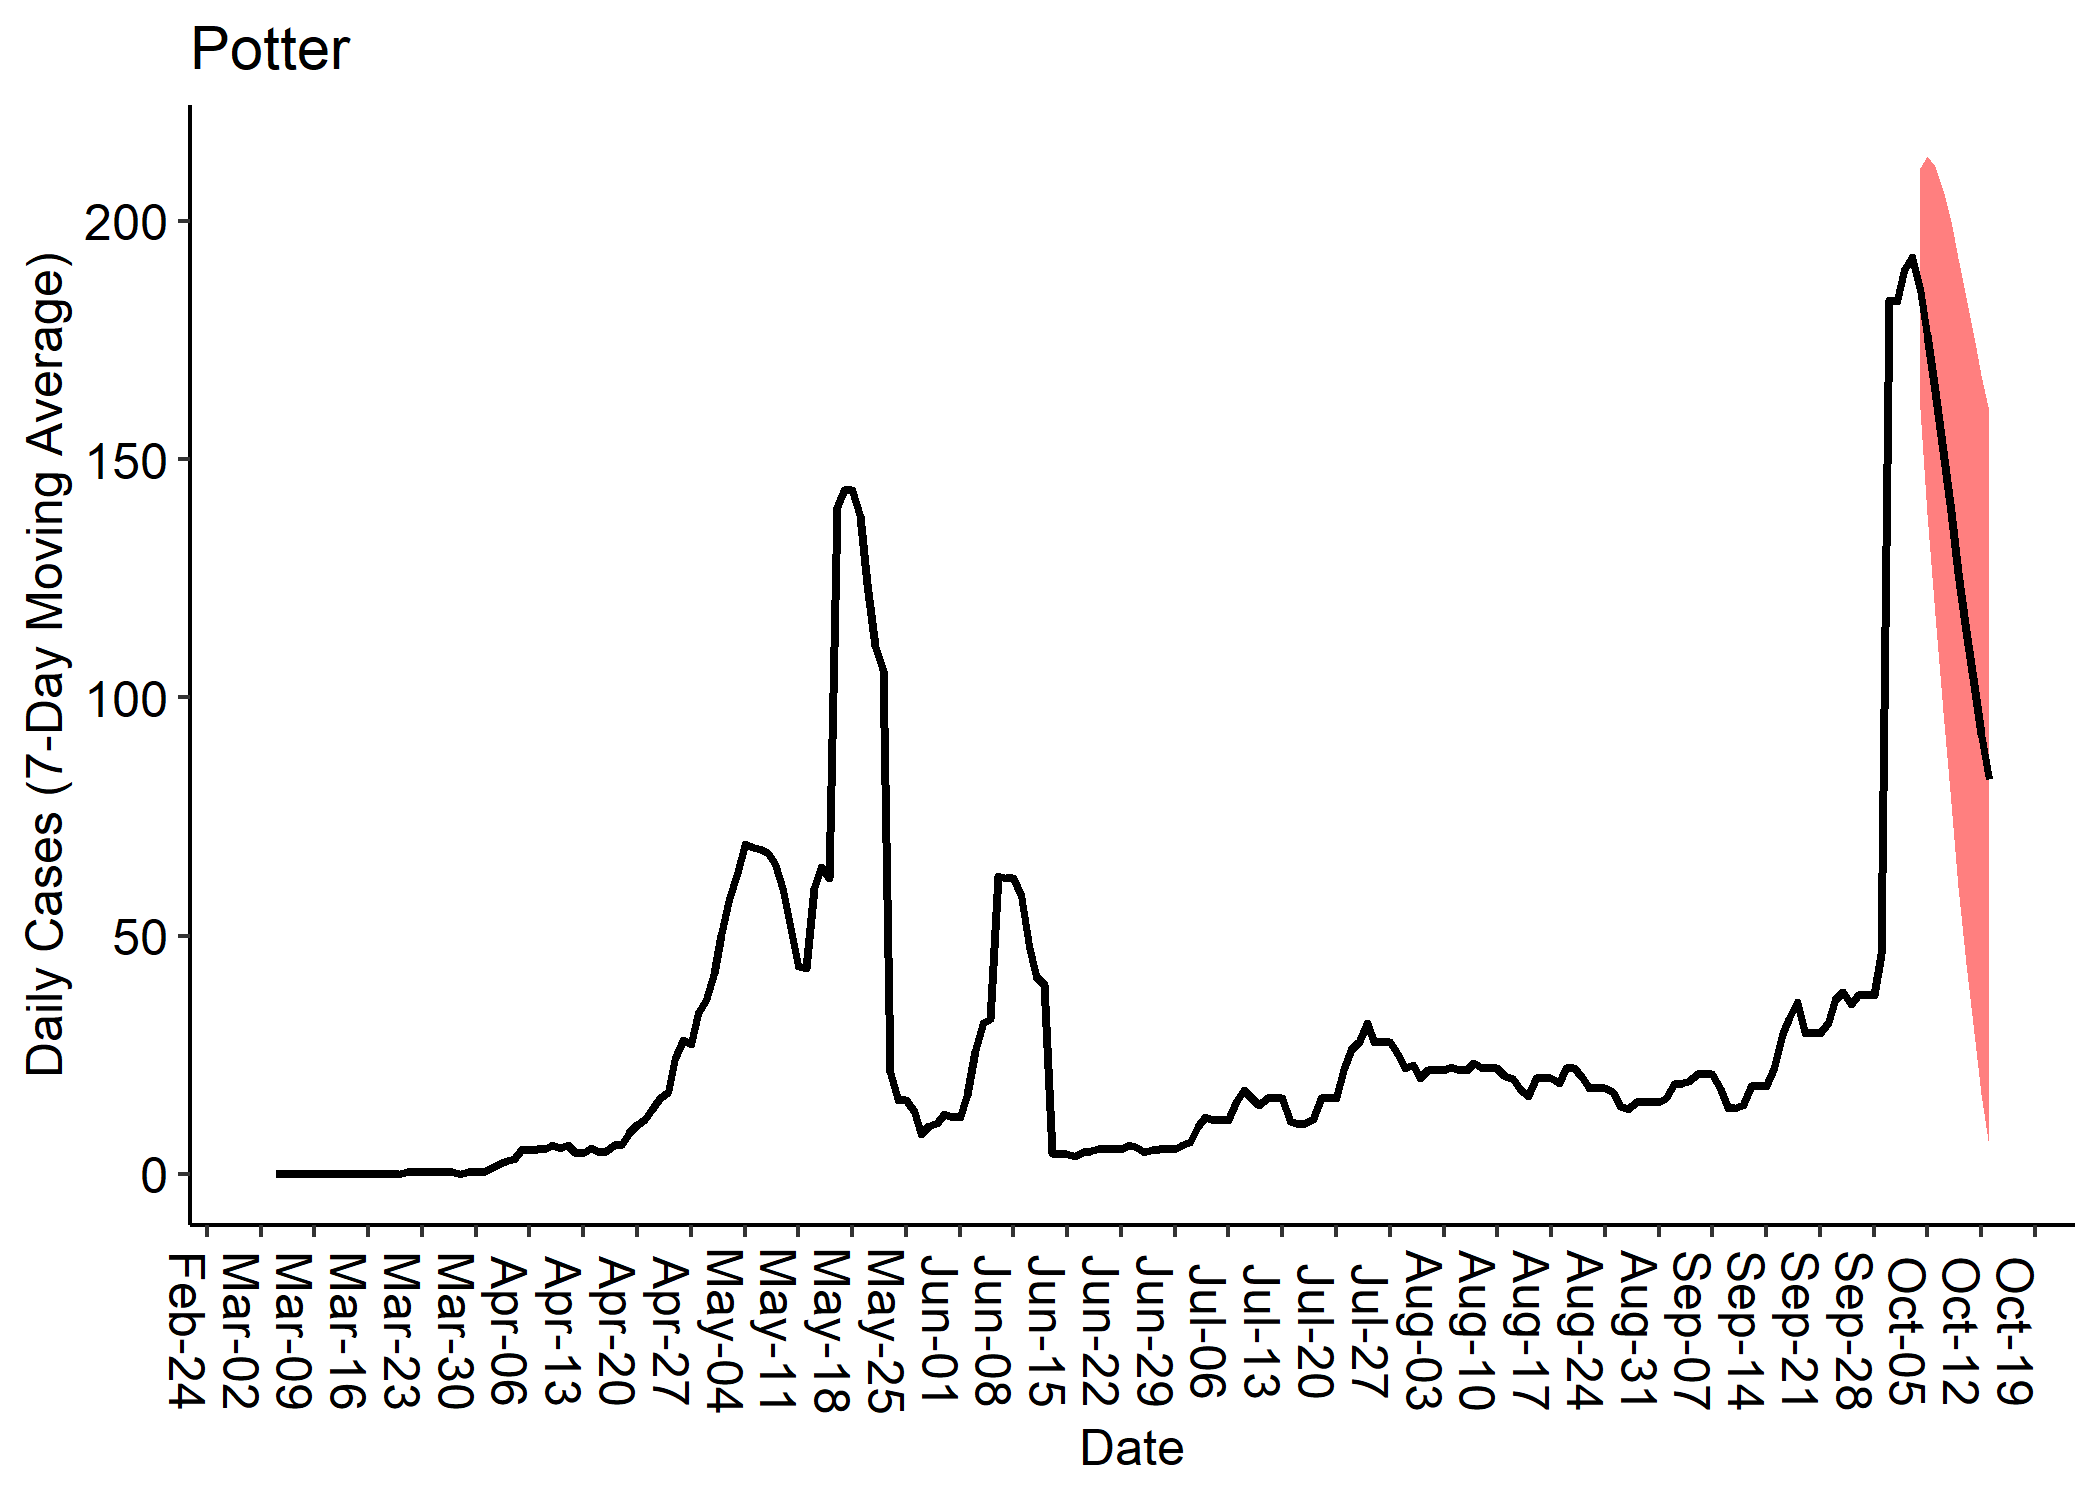 Potter
Daily Cases (7-Day Moving Average)
200
150
100
50
0
Feb-24
Mar-02
Mar-09
Mar-16
Mar-23
Mar-30
Apr-06
Apr-13
Apr-20
Apr-27
May-04
May-11
May-18
May-25
Jun-01
Jun-08
Jun-15
Jun-22
Jun-29
Jul-06
Jul-13
Jul-20
Jul-27
Aug-03
Aug-10
Aug-17
Aug-24
Aug-31
Sep-07
Sep-14
Sep-21
Sep-28
Oct-05
Oct-12
Oct-19
Date